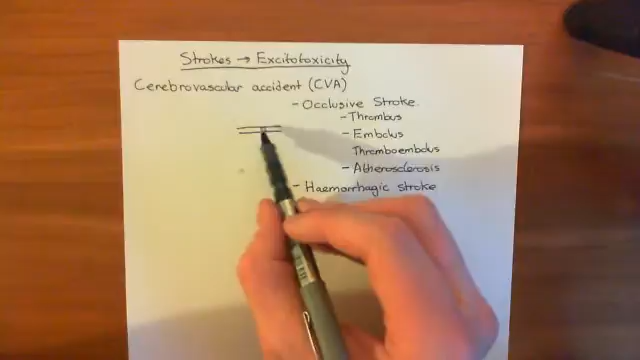 Strokes → Excitotoxicity
Cerebrovascular accident (CVA)
- Occlusive Stroke.
- Thrombus
- Embolus
Thromboembolus
- Atherosclerosis
- Haemorrhagic stroke